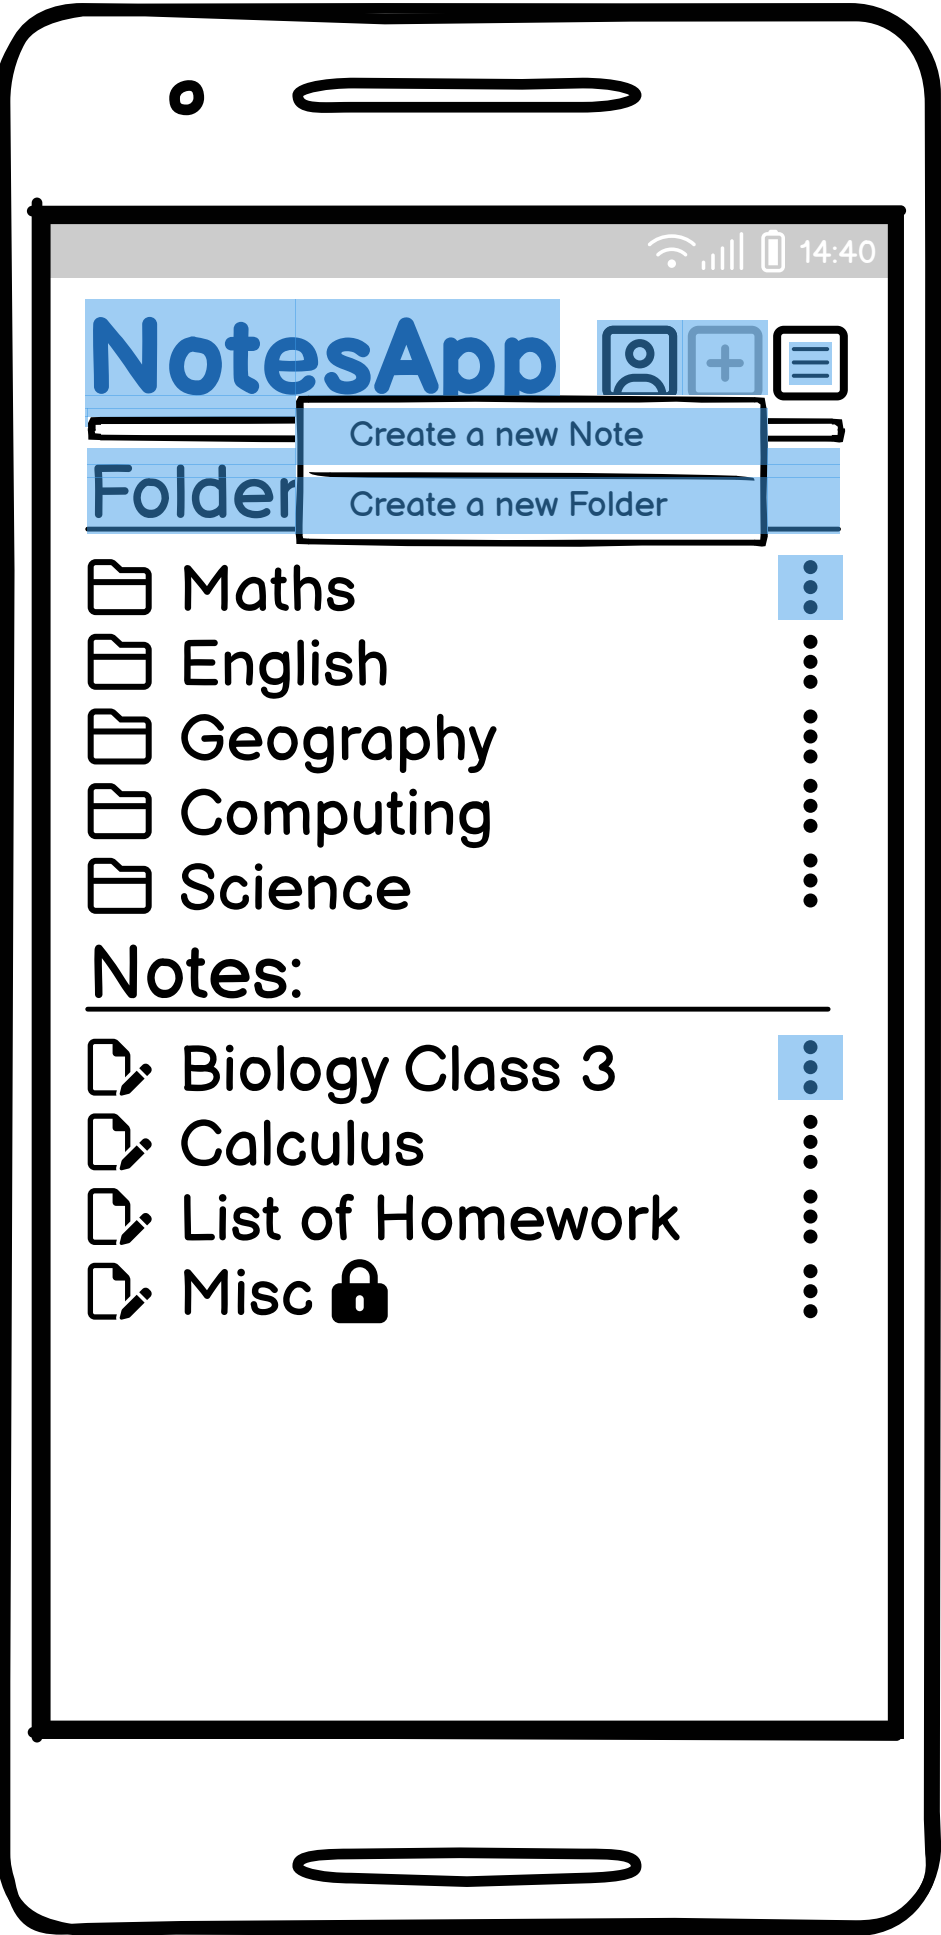 14:40
NotesApp
Create a new Note
Create a new Folder
Folder
Maths
English
Geography
Computing
Science
Notes:
Biology Class 3
Calculus
List of Homework
Misc